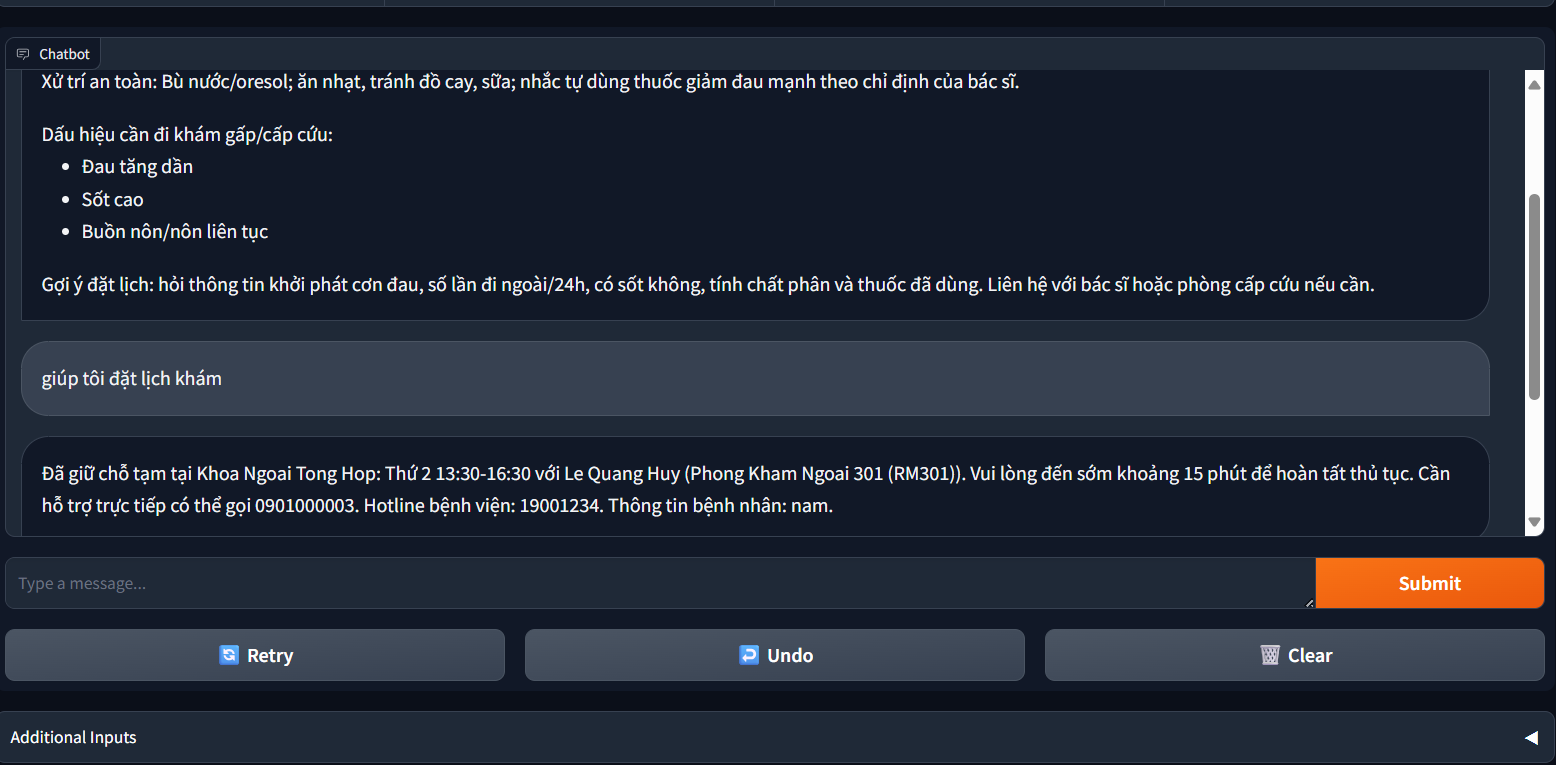 Chatbot
Xử trí an toàn: Bù nước/oresol; ăn nhạt, tránh đồ cay, sữa; nhắc tự dùng thuốc giảm đau mạnh theo chỉ định của bác sĩ.
Dấu hiệu cần đi khám gấp/cấp cứu:
• Đau tăng dần
• Sốt cao
• Buồn nôn/nôn liên tục
Gợi ý đặt lịch: hỏi thông tin khởi phát cơn đau, số lần đi ngoài/24h, có sốt không, tính chất phân và thuốc đã dùng. Liên hệ với bác sĩ hoặc phòng cấp cứu nếu cần.
giúp tôi đặt lịch khám
Đã giữ chỗ tạm tại Khoa Ngoai Tong Hop: Thứ 2 13:30-16:30 với Le Quang Huy (Phong Kham Ngoai 301 (RM301)). Vui lòng đến sớm khoảng 15 phút để hoàn tất thủ tục. Cần
hỗ trợ trực tiếp có thể gọi 0901000003. Hotline bệnh viện: 19001234. Thông tin bệnh nhân: nam.
Type a message...
Submit
Retry
Undo
Clear
Additional Inputs